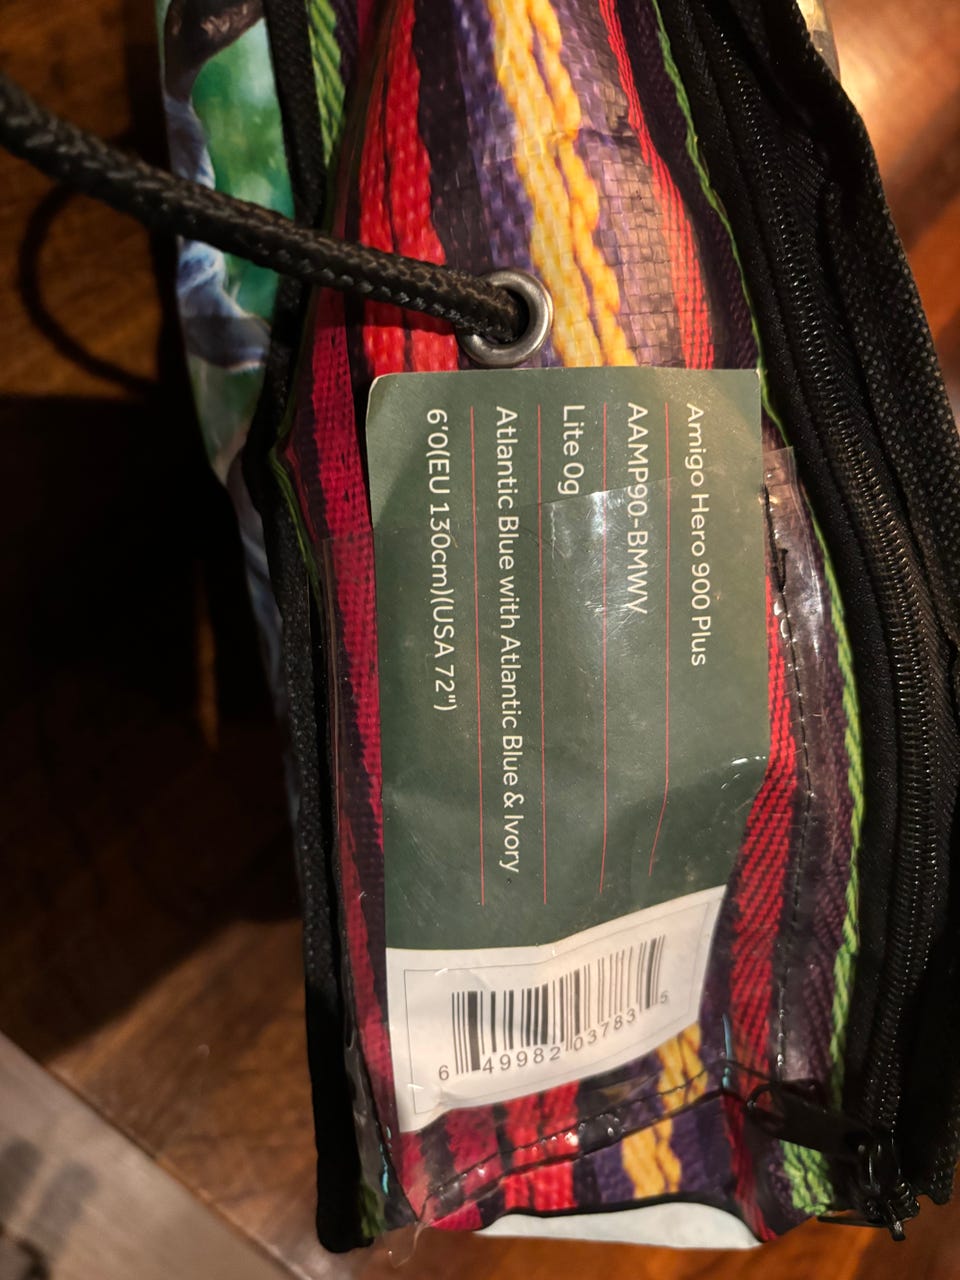 Amigo Hero 900 Plus
AAMP90-BMWY
Lite 0g
Atlantic Blue with Atlantic Blue & Ivory
6'0(EU 130cm)(USA 72")
6 49982 03783 5